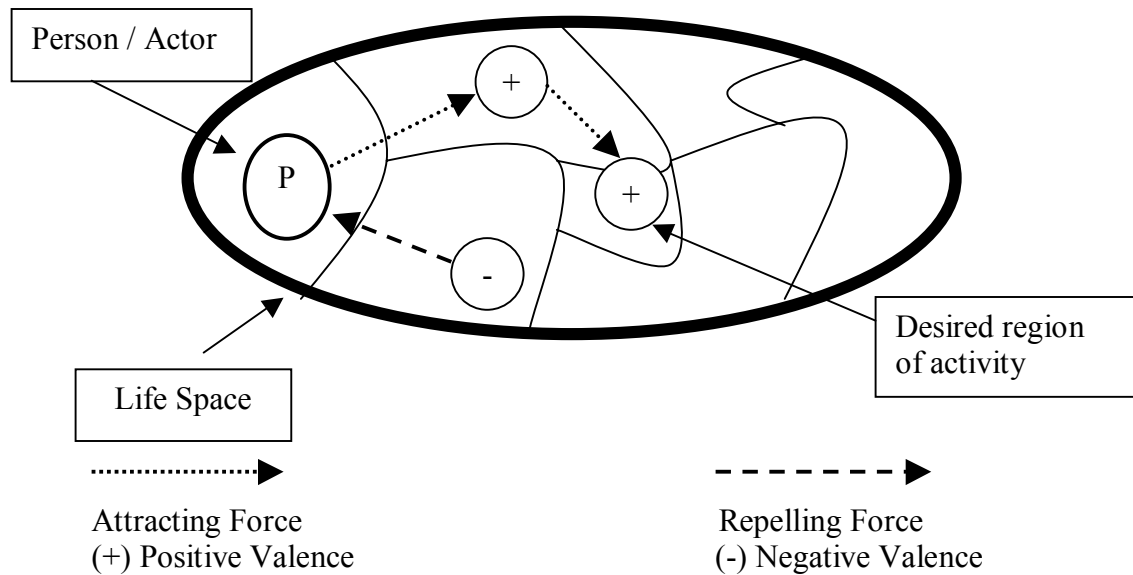 Person / Actor
+
P
+
-
Desired region
of activity
Life Space
Attracting Force
(+) Positive Valence
Repelling Force
(-) Negative Valence